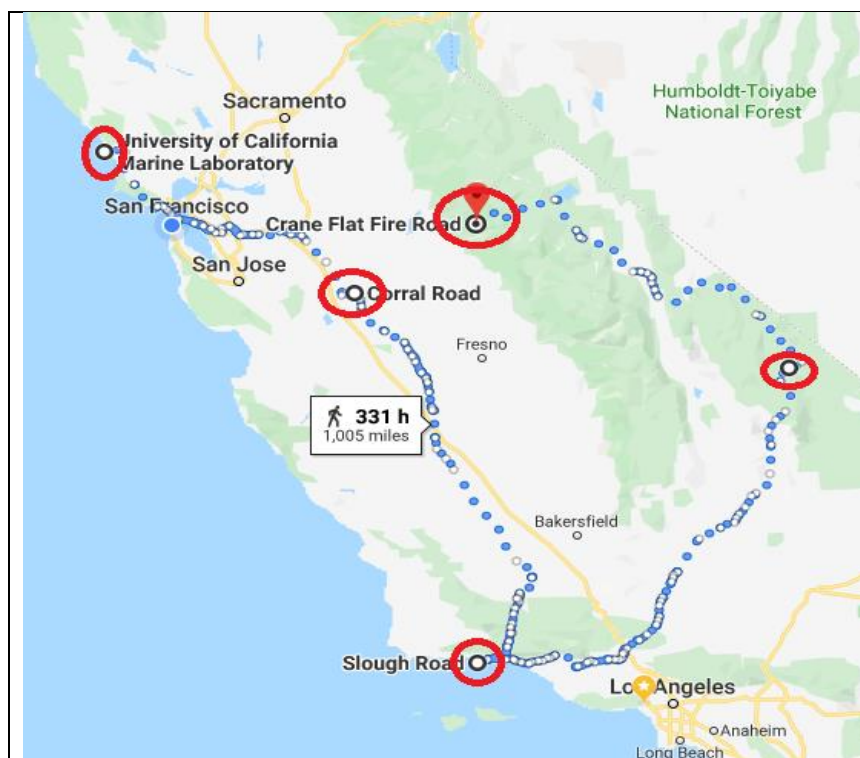 Humboldt-Toiyabe
National Forest
Sacramento
University of California
Marine Laboratory
San Francisco
Crane Flat Fire Road
San Jose
Corral Road
Fresno
331 h
1,005 miles
Bakersfield
Slough Road
Los Angeles
Anaheim
Long Beach